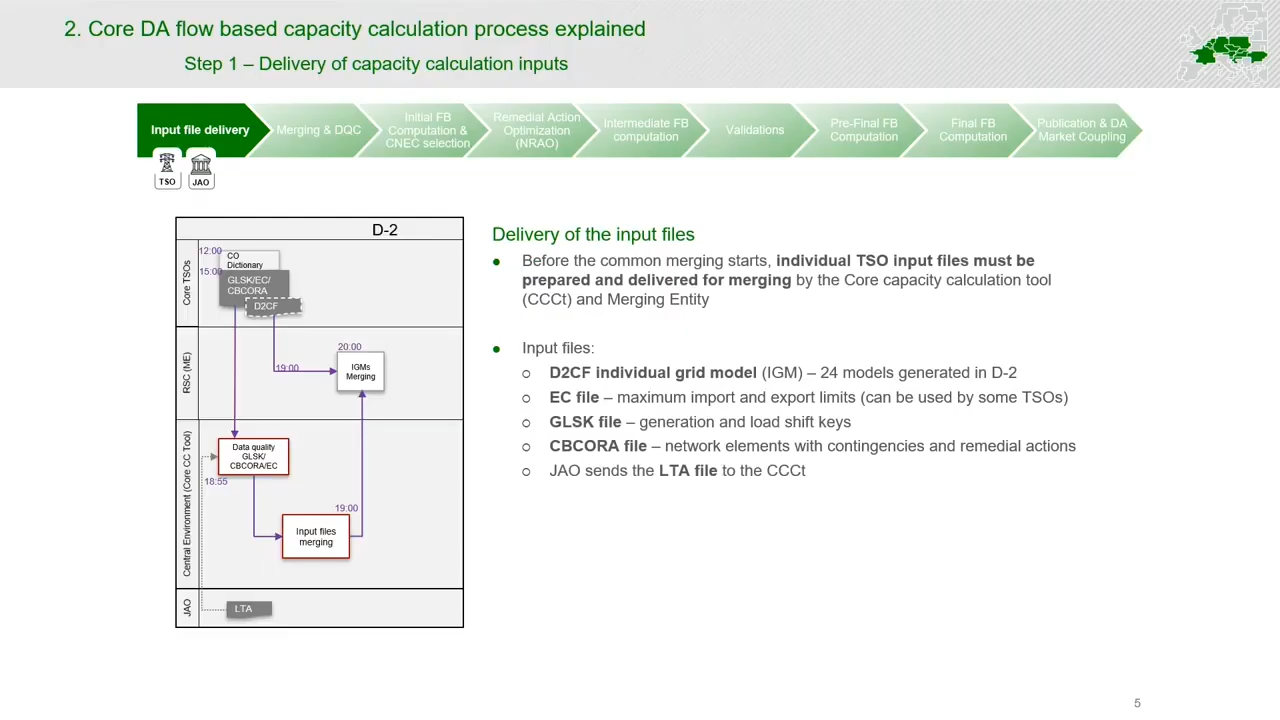 2. Core DA flow based capacity calculation process explained
Step 1 – Delivery of capacity calculation inputs
Input file delivery
Merging & DQC
Initial FB
Computation &
CNEC selection
Remedial Action
Optimization
(NRAO)
Intermediate FB
computation
Validations
Pre-Final FB
Computation
Final FB
Computation
Publication & DA
Market Coupling
TSO
JAO
D-2
Core TSOs
12:00
CO
Dictionary
15:00
GLSK/EC/
CBCORA
D2CF
RSC (ME)
20:00
19:00
IGMs
Merging
Central Environment (Core CC Tool)
Data quality
GLSK/
CBCORA/EC
18:55
19:00
Input files
merging
JAO
LTA
Delivery of the input files
● Before the common merging starts, individual TSO input files must be
prepared and delivered for merging by the Core capacity calculation tool
(CCCt) and Merging Entity
● Input files:
○ D2CF individual grid model (IGM) – 24 models generated in D-2
○ EC file – maximum import and export limits (can be used by some TSOs)
○ GLSK file – generation and load shift keys
○ CBCORA file – network elements with contingencies and remedial actions
○ JAO sends the LTA file to the CCCt
5